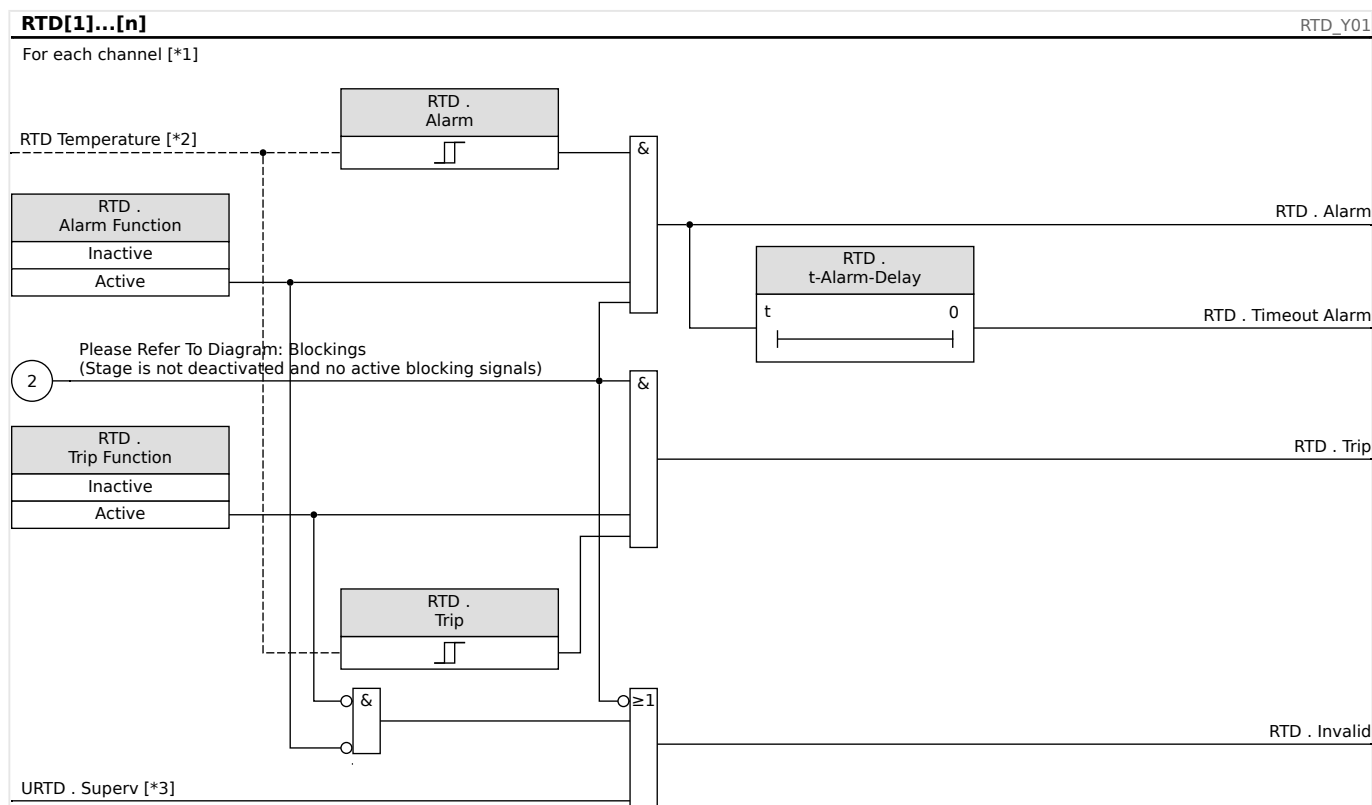 RTD[1]...[n]
RTD_Y01
For each channel [*1]
RTD .
Alarm
RTD Temperature [*2]
&
RTD .
Alarm Function
Inactive
Active
RTD . Alarm
RTD .
t-Alarm-Delay
t 0
RTD . Timeout Alarm
Please Refer To Diagram: Blockings
(Stage is not deactivated and no active blocking signals)
2
&
RTD .
Trip Function
Inactive
Active
RTD . Trip
RTD .
Trip
&
≥1
RTD . Invalid
URTD . Superv [*3]